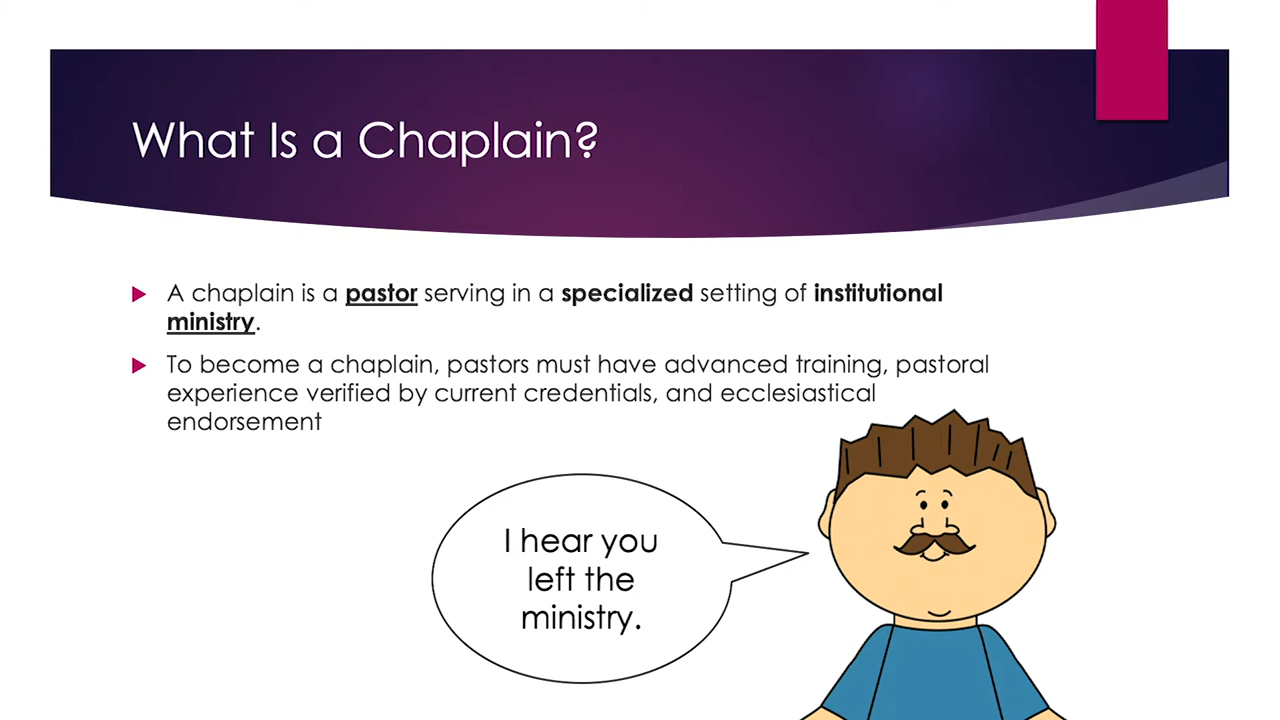 What Is a Chaplain?
A chaplain is a pastor serving in a specialized setting of institutional
ministry.
To become a chaplain, pastors must have advanced training, pastoral
experience verified by current credentials, and ecclesiastical
endorsement
I hear you
left the
ministry.